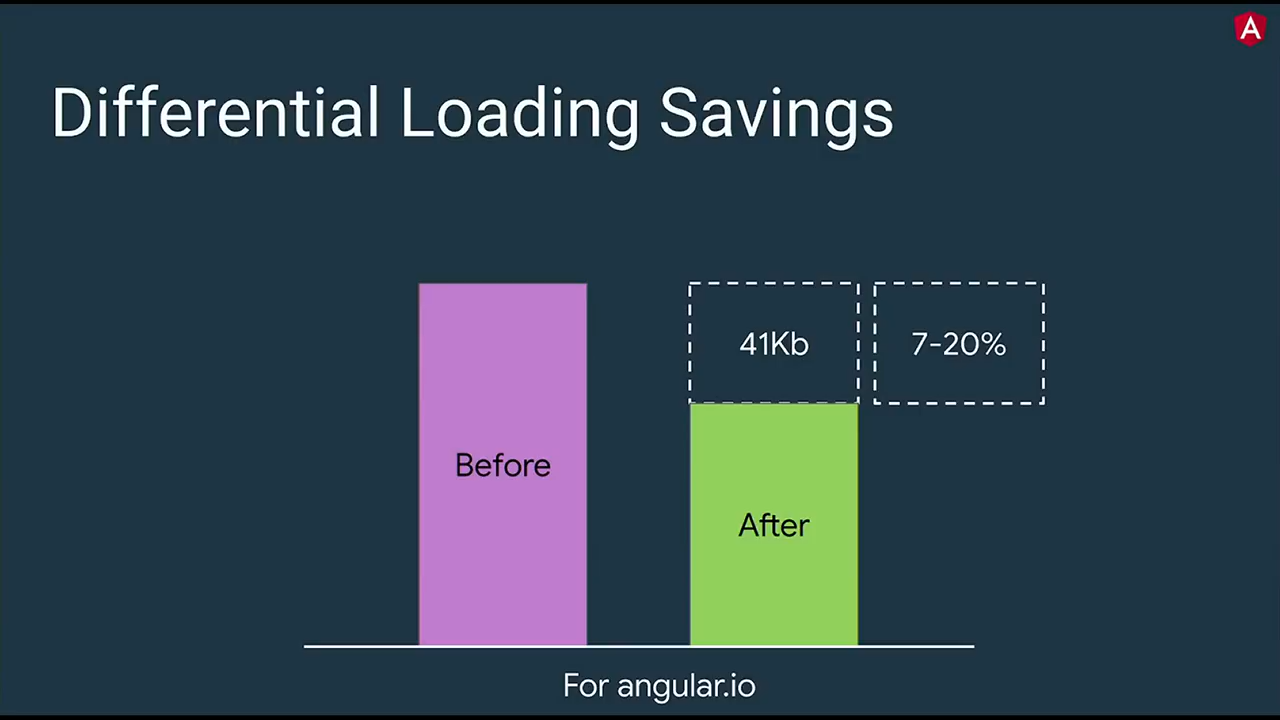 A
Differential Loading Savings
41Kb
7-20%
Before
After
For angular.io